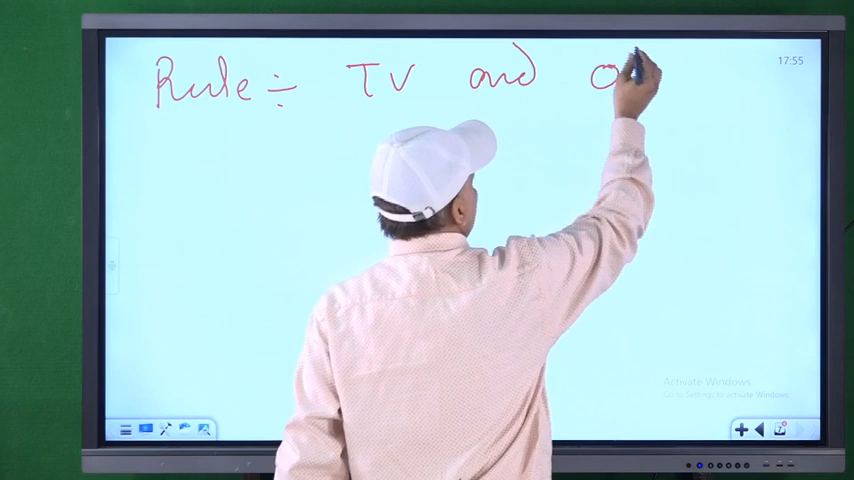 Rule ÷ TV and O
17:55
Activate Windows
Go to Settings to activate Windows.